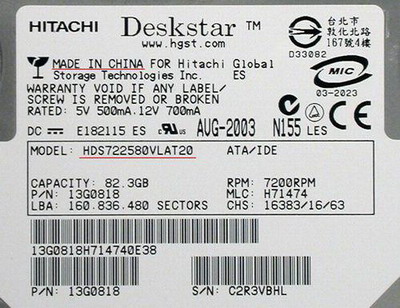 HITACHI Deskstar ™
www.hgst.com
台北市
敦化北路
167號4樓
D33082
MADE IN CHINA FOR Hitachi Global
Storage Technologies Inc. ES
WARRANTY VOID IF ANY LABEL/
SCREW IS REMOVED OR BROKEN
RATED: 5V 500mA.12V 700mA
MIC
03-2023
DC E182115 ES c UL US AUG-2003 N155 LES
MODEL: HDS722580VLAT20 ATA/IDE
CAPACITY: 82.3GB RPM: 7200RPM
P/N: 13G0818 MLC: H71474
LBA: 160.836.480 SECTORS CHS: 16383/16/63
13G0818H714740E38
P/N: 13G0818 S/N: C2R3VBHL